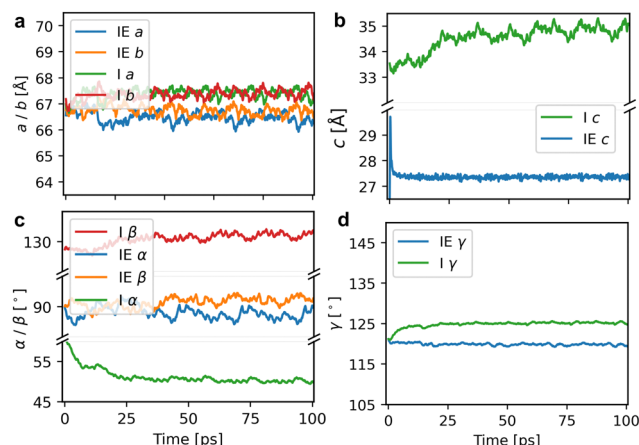 a
70
69
68
67
66
65
64
a / b [Å]
IE a
IE b
I a
I b
b
35
34
33
29
28
27
c [Å]
I c
IE c
c
130
90
55
45
α / β [°]
I β
IE α
IE β
I α
0
25
50
75
100
Time [ps]
d
145
135
125
115
105
γ [°]
IE γ
I γ
0
25
50
75
100
Time [ps]